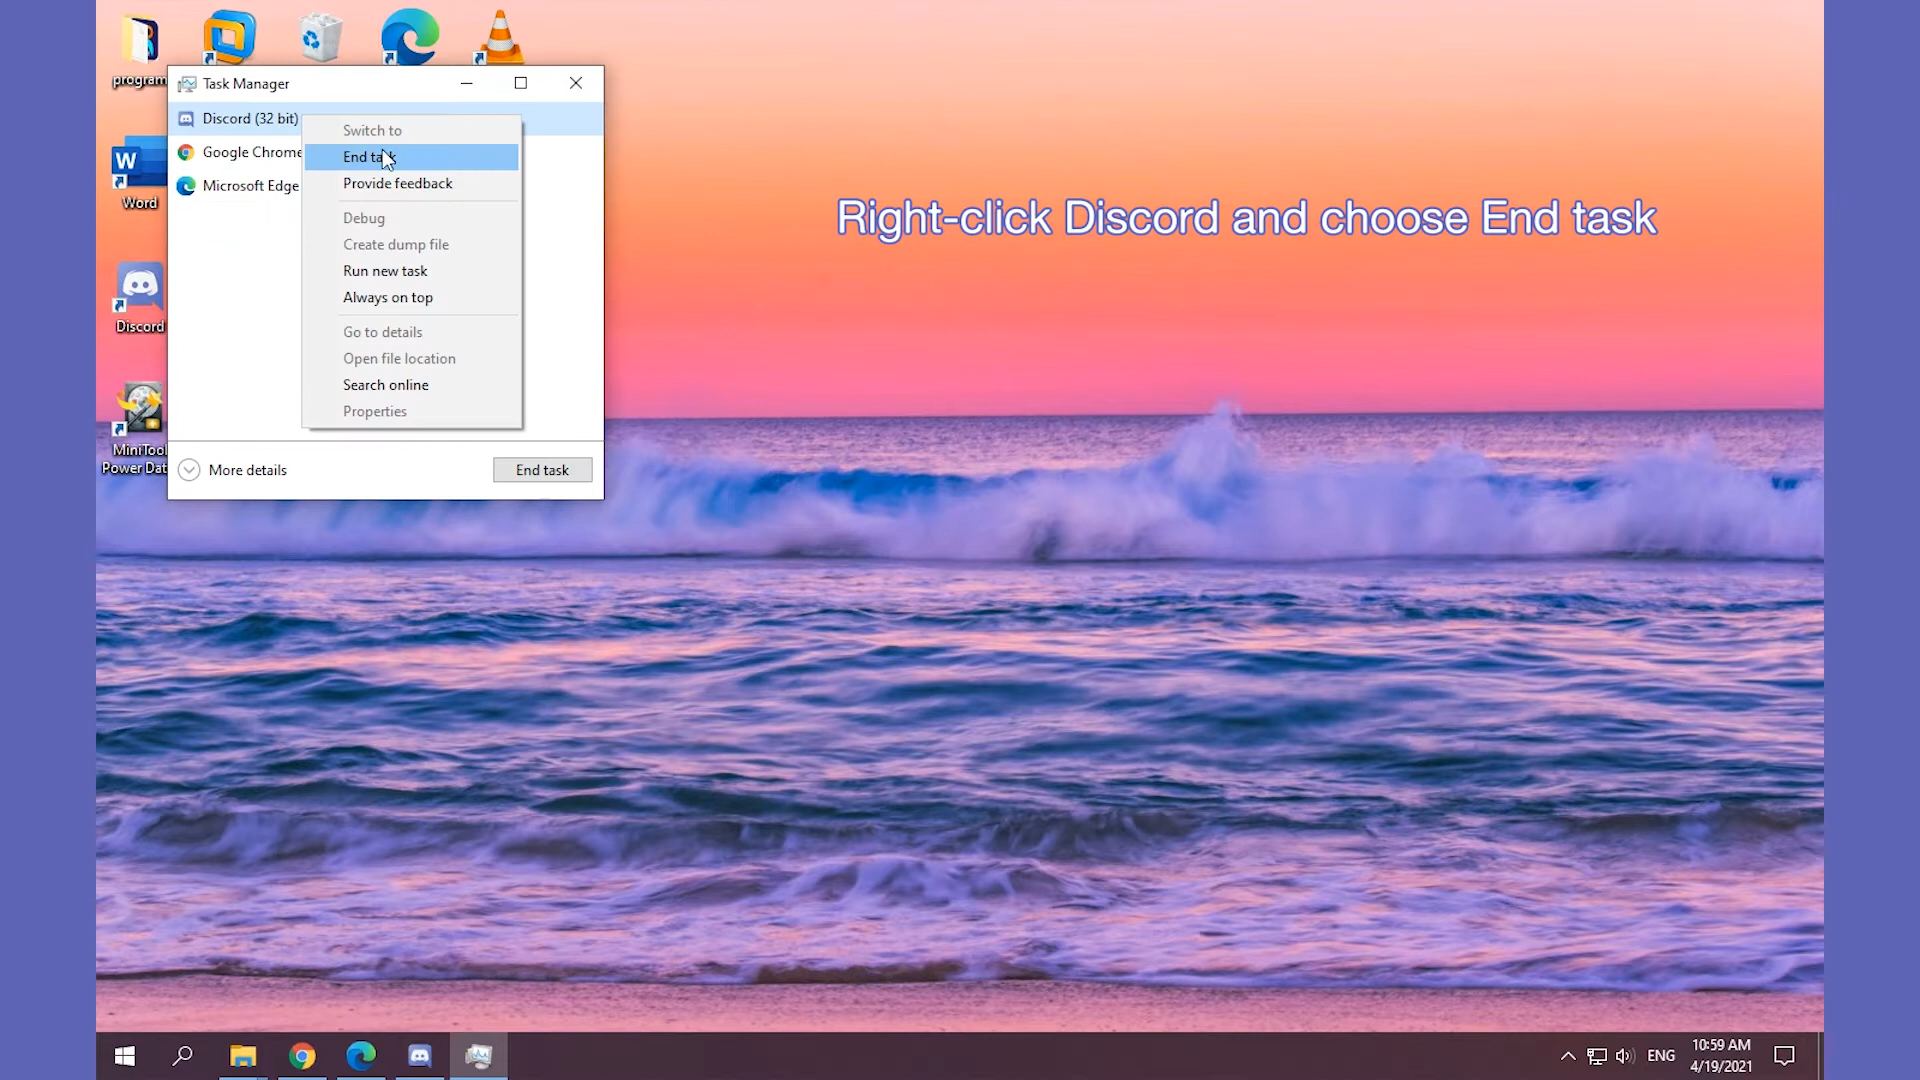 program
Task Manager
Discord (32 bit)
Google Chrome
Microsoft Edge
Switch to
End task
Provide feedback
Debug
Create dump file
Run new task
Always on top
Go to details
Open file location
Search online
Properties
More details
End task
Right-click Discord and choose End task
W
Word
Discord
MiniTool
Power Dat
ENG
10:59 AM
4/19/2021